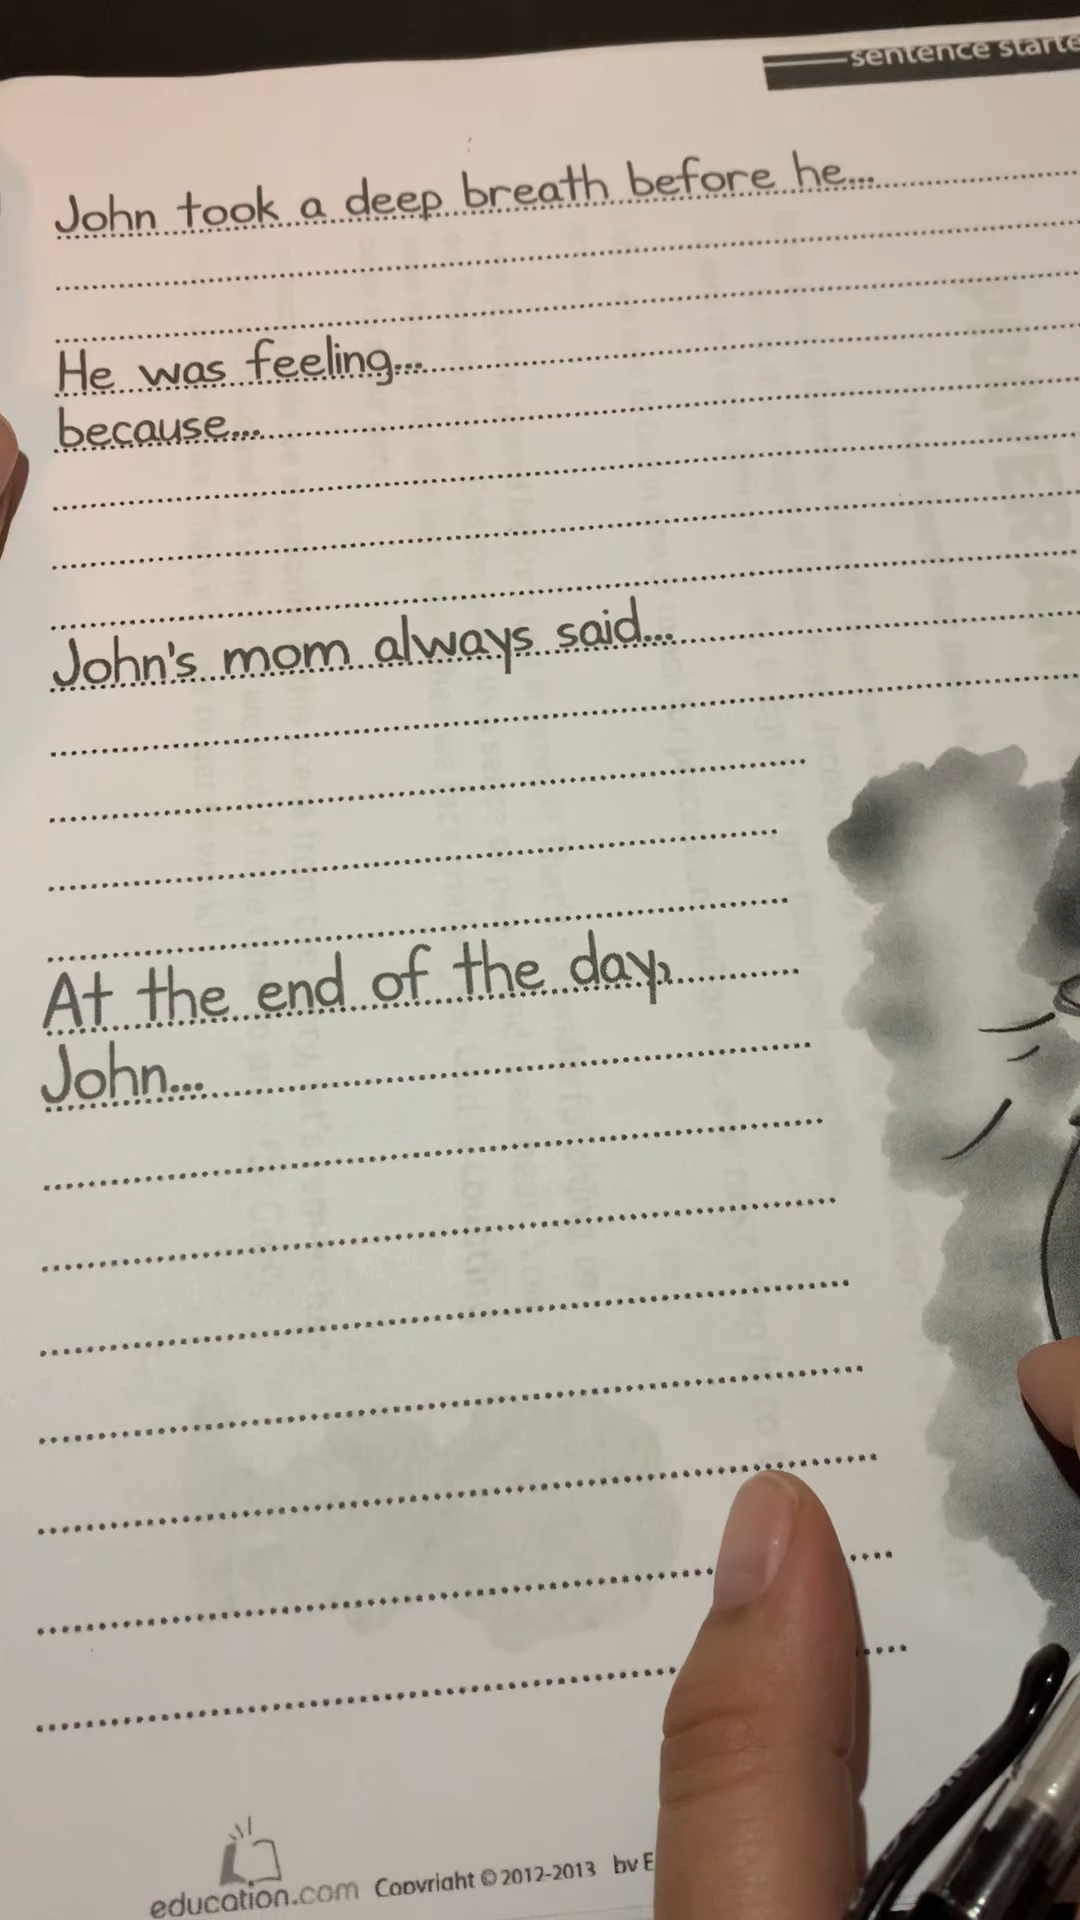 sentence starte
John took a deep breath before he...
He was feeling...
because...
John's mom always said...
At the end of the day,
John...
education.com Copyright © 2012-2013 by E